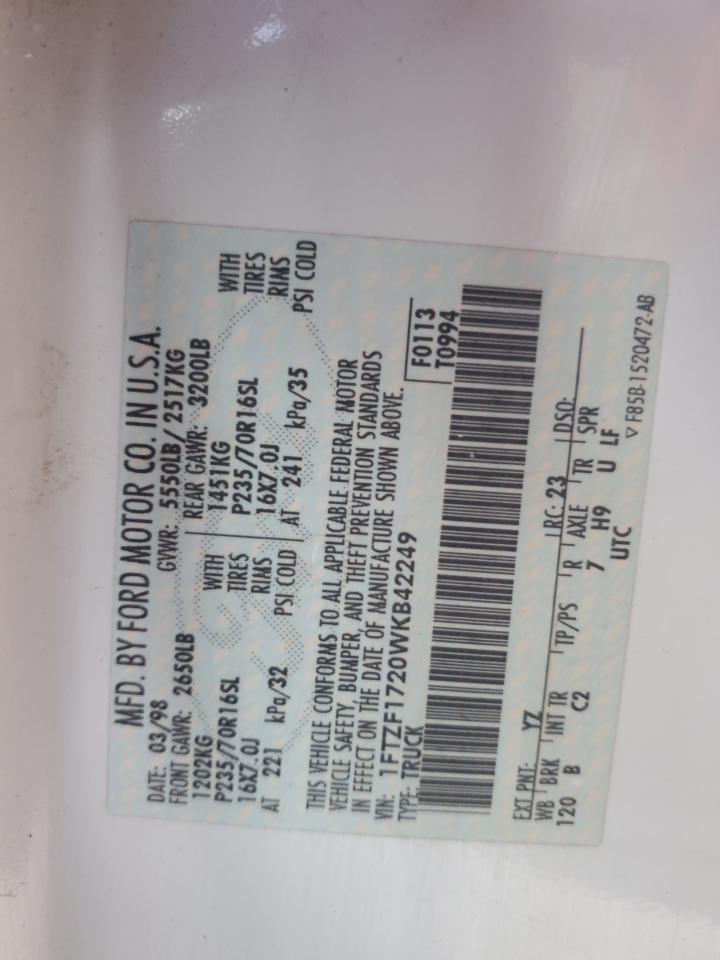 MFD. BY FORD MOTOR CO. IN U.S.A.
DATE: 03/98 GVWR: 5550LB/ 2517KG
FRONT GAWR: 2650LB REAR GAWR: 3200LB
1202KG WITH 1451KG WITH
P235/70R16SL TIRES P235/70R16SL TIRES
16X7.0J RIMS 16X7.0J RIMS
AT 221 kPa/32 PSI COLD AT 241 kPa/35 PSI COLD
THIS VEHICLE CONFORMS TO ALL APPLICABLE FEDERAL MOTOR
VEHICLE SAFETY, BUMPER, AND THEFT PREVENTION STANDARDS
IN EFFECT ON THE DATE OF MANUFACTURE SHOWN ABOVE.
VIN: 1FTZF1720WKB42249 F0113
TYPE: TRUCK T0994
EXT PNT: YZ RC: 23 DSO:
WB BRK INT TR TP/PS R AXLE TR SPR
120 B C2 7 H9 U LF
UTC
▽ F85B-1520472-AB